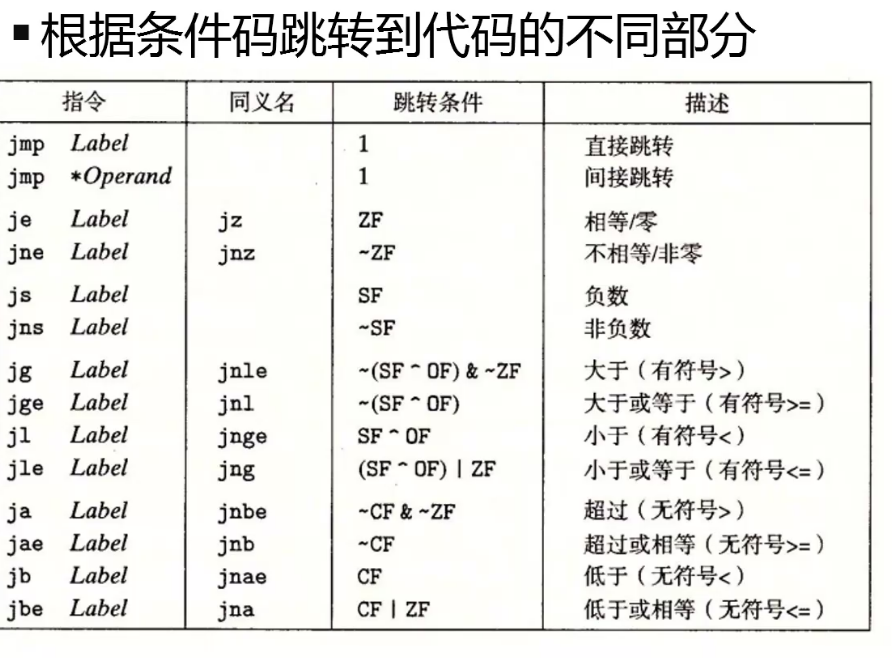 ▪ 根据条件码跳转到代码的不同部分
指令 同义名 跳转条件 描述
jmp Label 1 直接跳转
jmp *Operand 1 间接跳转
je Label jz ZF 相等/零
jne Label jnz ~ZF 不相等/非零
js Label SF 负数
jns Label ~SF 非负数
jg Label jnle ~(SF ^ OF) & ~ZF 大于（有符号>）
jge Label jnl ~(SF ^ OF) 大于或等于（有符号>=）
jl Label jnge SF ^ OF 小于（有符号<）
jle Label jng (SF ^ OF) | ZF 小于或等于（有符号<=）
ja Label jnbe ~CF & ~ZF 超过（无符号>）
jae Label jnb ~CF 超过或相等（无符号>=）
jb Label jnae CF 低于（无符号<）
jbe Label jna CF | ZF 低于或相等（无符号<=）